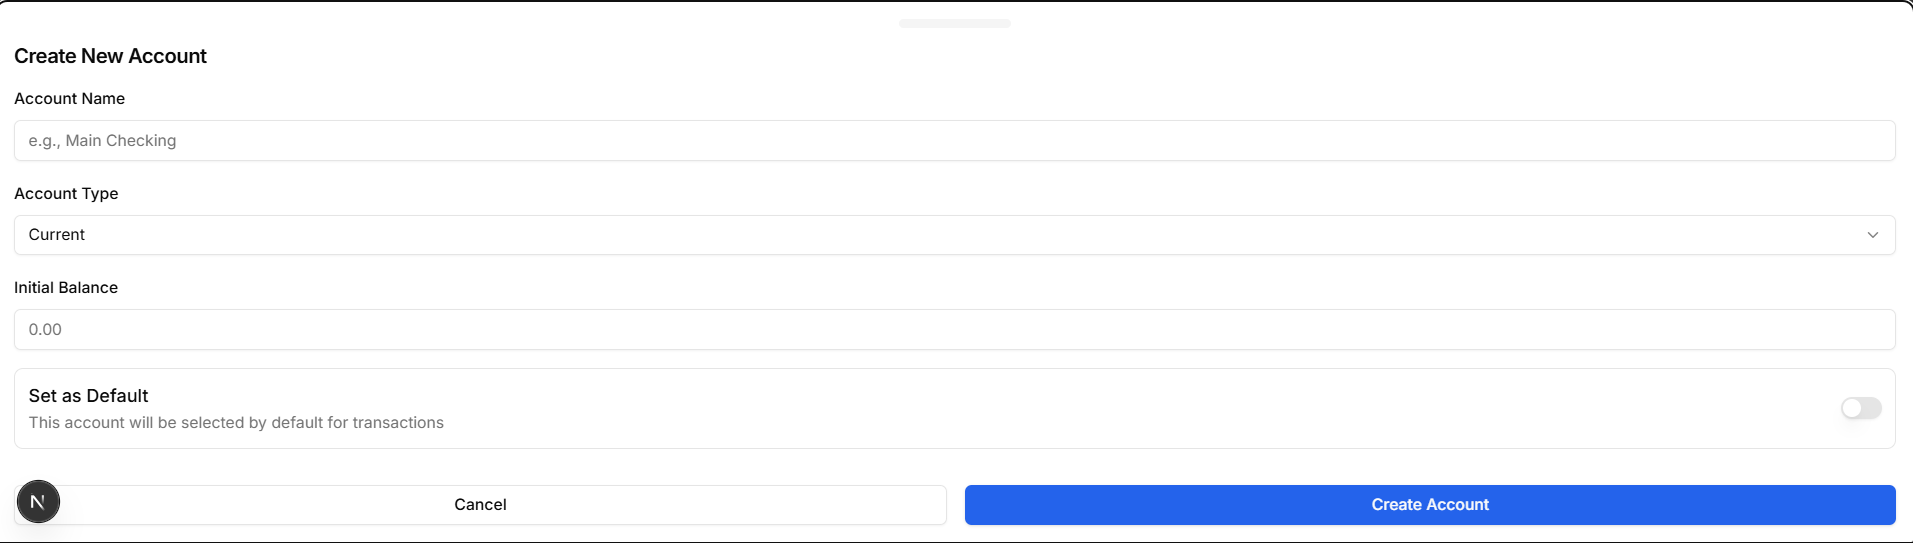 Create New Account
Account Name
e.g., Main Checking
Account Type
Current
Initial Balance
0.00
Set as Default
This account will be selected by default for transactions
N
Cancel
Create Account